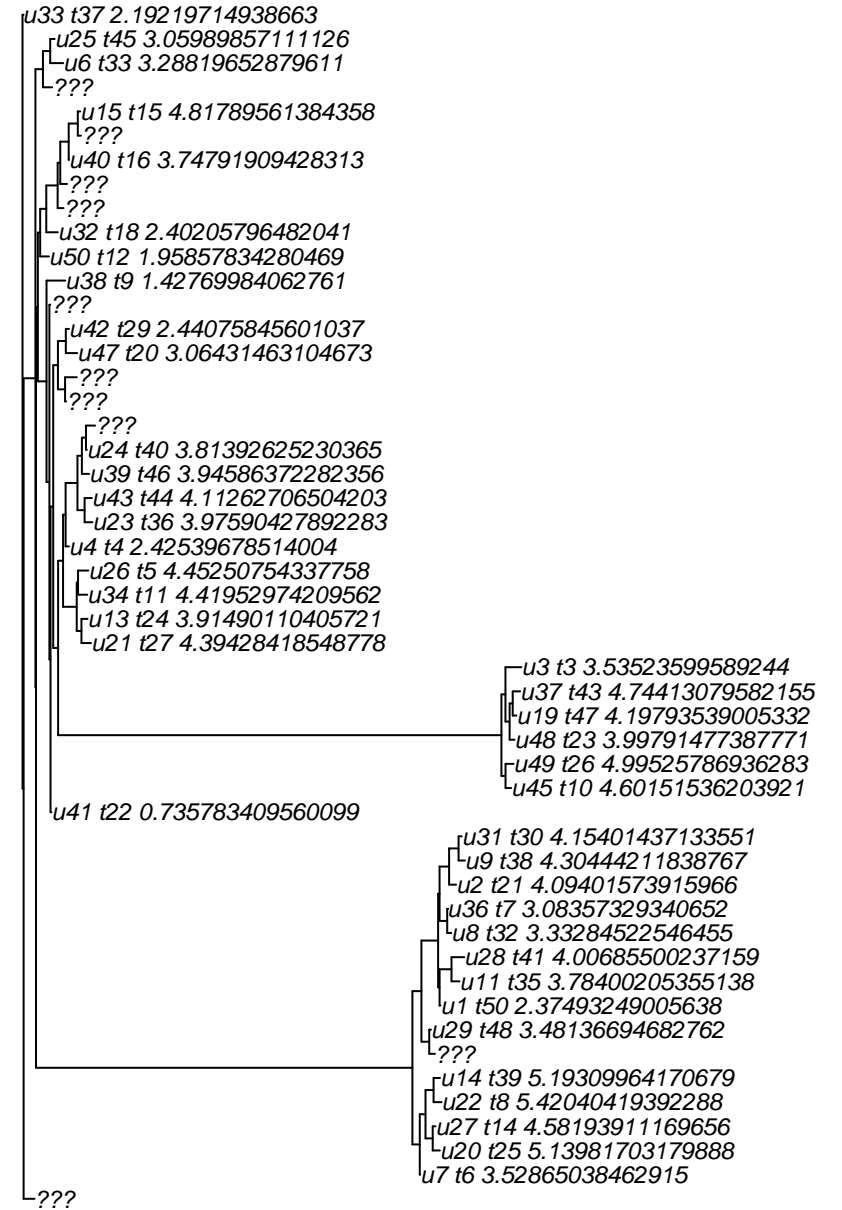 u33 t37 2.19219714938663
u25 t45 3.05989857111126
u6 t33 3.28819652879611
???
u15 t15 4.81789561384358
???
u40 t16 3.74791909428313
???
???
u32 t18 2.40205796482041
u50 t12 1.95857834280469
u38 t9 1.42769984062761
???
u42 t29 2.44075845601037
u47 t20 3.06431463104673
???
???
???
u24 t40 3.81392625230365
u39 t46 3.94586372282356
u43 t44 4.11262706504203
u23 t36 3.97590427892283
u4 t4 2.42539678514004
u26 t5 4.45250754337758
u34 t11 4.41952974209562
u13 t24 3.91490110405721
u21 t27 4.39428418548778
u3 t3 3.53523599589244
u37 t43 4.74413079582155
u19 t47 4.19793539005332
u48 t23 3.99791477387771
u49 t26 4.99525786936283
u45 t10 4.60151536203921
u41 t22 0.735783409560099
u31 t30 4.15401437133551
u9 t38 4.30444211838767
u2 t21 4.09401573915966
u36 t7 3.08357329340652
u8 t32 3.33284522546455
u28 t41 4.00685500237159
u11 t35 3.78400205355138
u1 t50 2.37493249005638
u29 t48 3.48136694682762
???
u14 t39 5.19309964170679
u22 t8 5.42040419392288
u27 t14 4.58193911169656
u20 t25 5.13981703179888
u7 t6 3.52865038462915
???